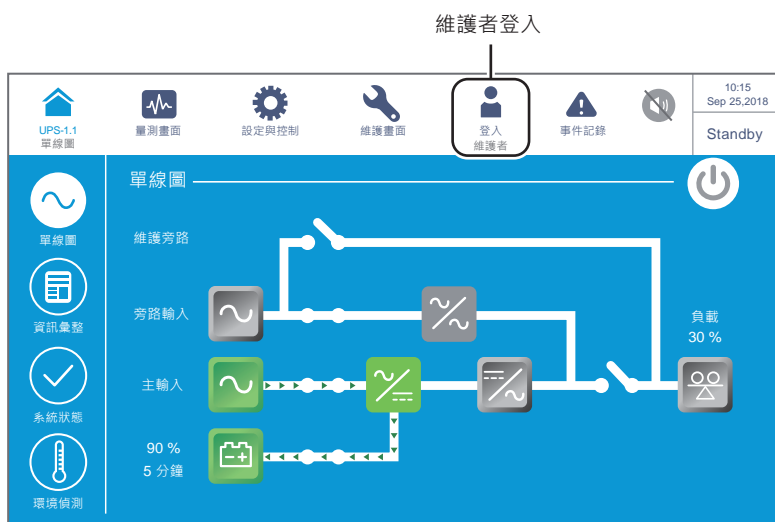 維護者登入
UPS-1.1
單線圖
量測畫面
設定與控制
維護畫面
登入
維護者
事件記錄
10:15
Sep 25,2018
Standby
單線圖
資訊彙整
系統狀態
環境偵測
單線圖
維護旁路
旁路輸入
主輸入
90 %
5 分鐘
負載
30 %